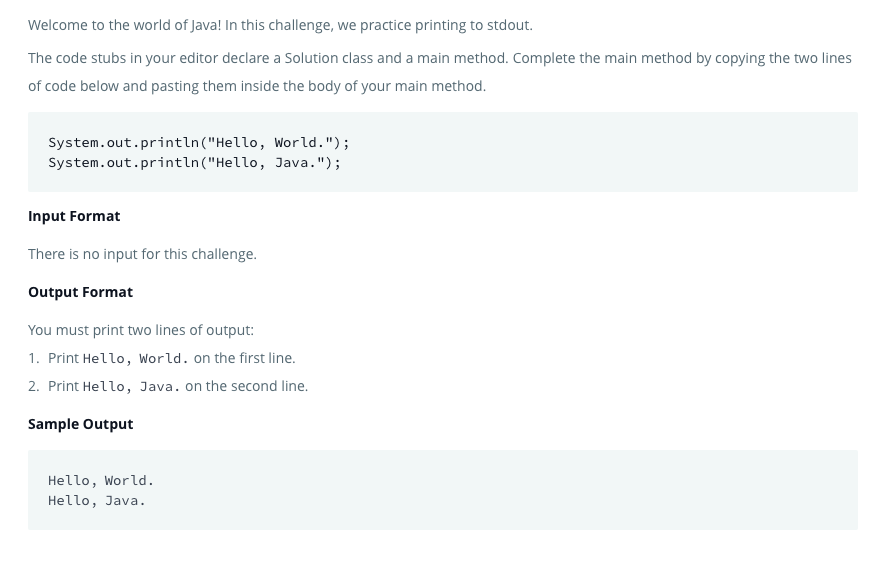 Welcome to the world of Java! In this challenge, we practice printing to stdout.
The code stubs in your editor declare a Solution class and a main method. Complete the main method by copying the two lines
of code below and pasting them inside the body of your main method.
System.out.println("Hello, World.");
System.out.println("Hello, Java.");
Input Format
There is no input for this challenge.
Output Format
You must print two lines of output:
1. Print Hello, World. on the first line.
2. Print Hello, Java. on the second line.
Sample Output
Hello, World.
Hello, Java.